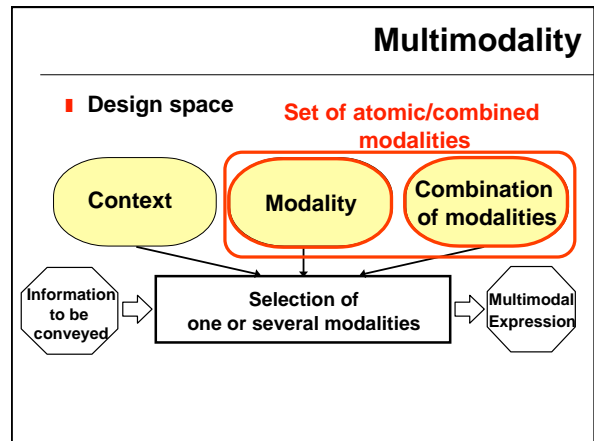 Multimodality
Design space
Set of atomic/combined
modalities
Context
Modality
Combination
of modalities
Information
to be
conveyed
Selection of
one or several modalities
Multimodal
Expression